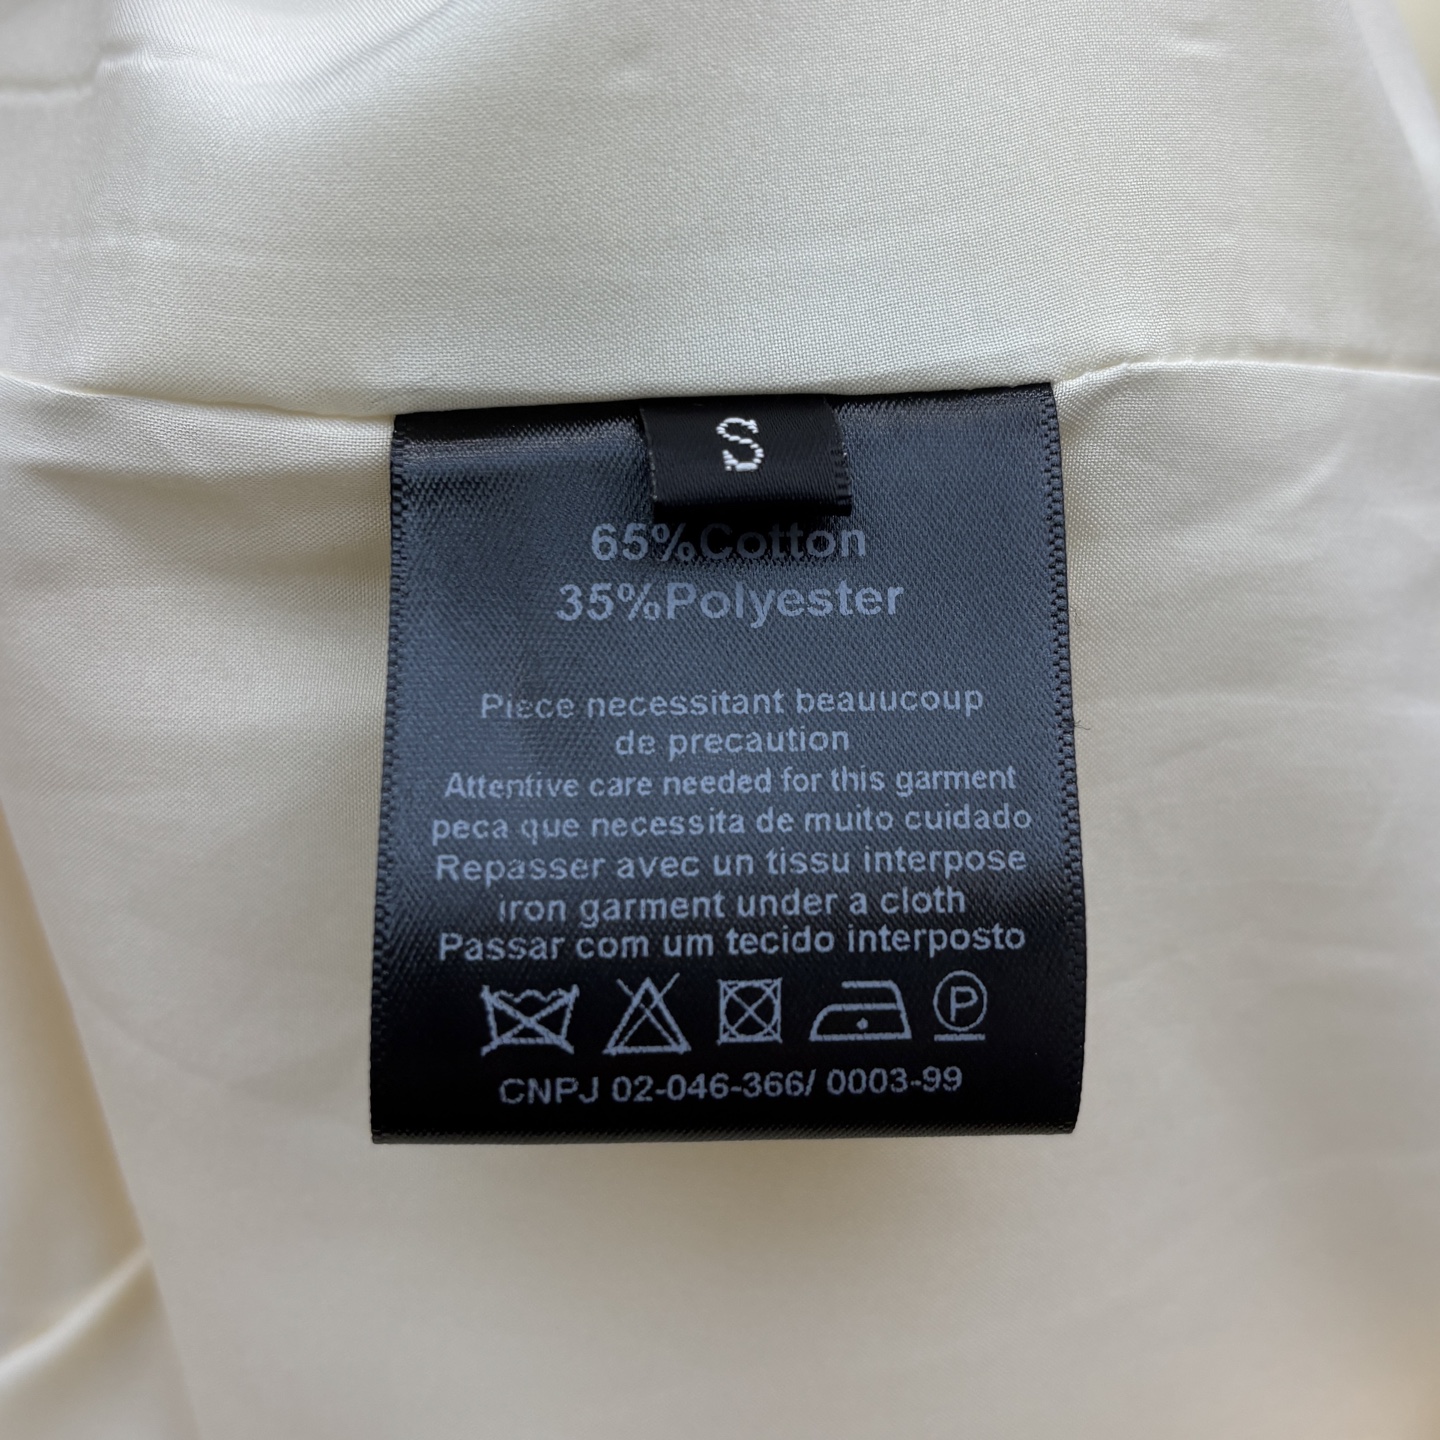 S
65%Cotton
35%Polyester
Piece necessitant beauucoup
de precaution
Attentive care needed for this garment
peca que necessita de muito cuidado
Repasser avec un tissu interpose
iron garment under a cloth
Passar com um tecido interposto
P
CNPJ 02-046-366/ 0003-99